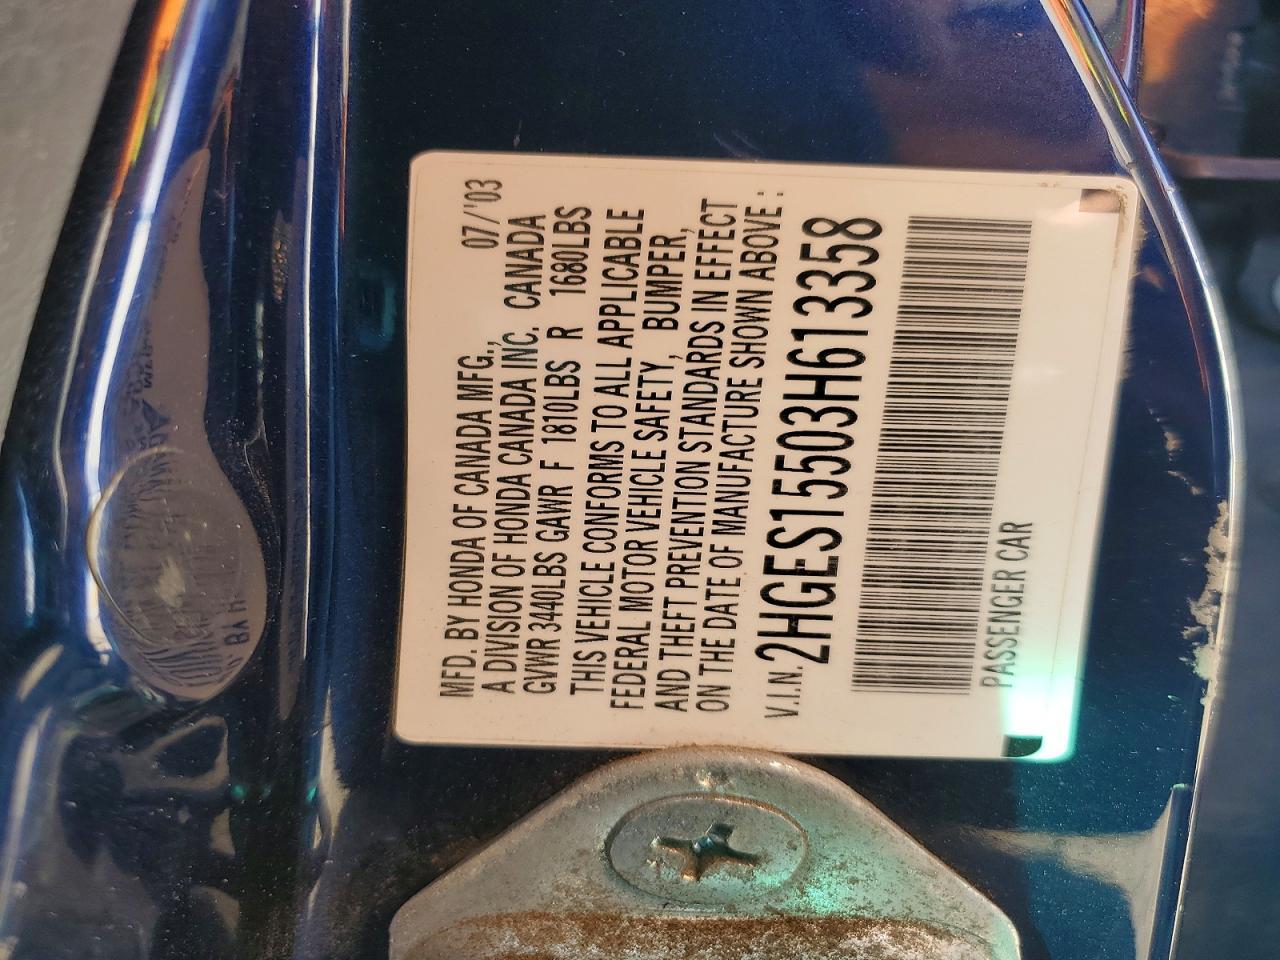 MFD. BY HONDA OF CANADA MFG., 07/'03
A DIVISION OF HONDA CANADA INC. CANADA
GVWR 3440LBS GAWR F 1810LBS R 1680LBS
THIS VEHICLE CONFORMS TO ALL APPLICABLE
FEDERAL MOTOR VEHICLE SAFETY, BUMPER,
AND THEFT PREVENTION STANDARDS IN EFFECT
ON THE DATE OF MANUFACTURE SHOWN ABOVE :
V.I.N. 2HGES15503H613358
PASSENGER CAR